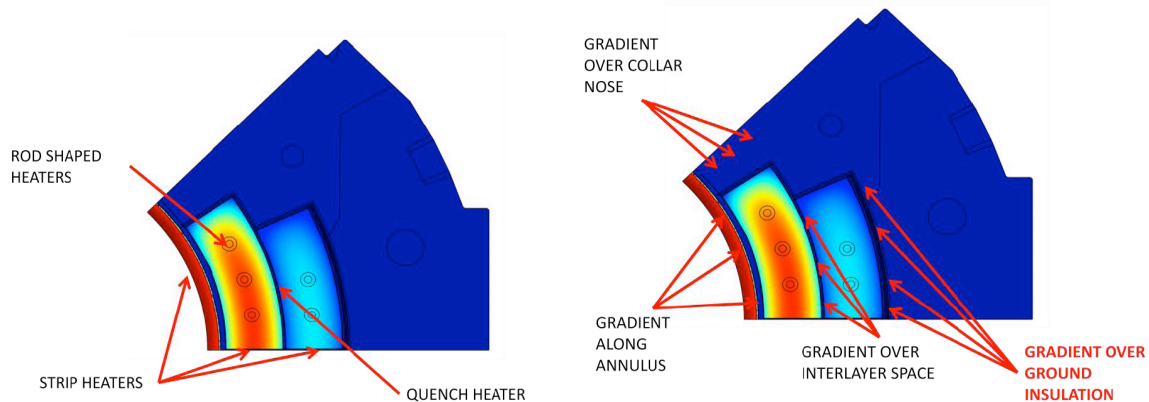 ROD SHAPED
HEATERS
STRIP HEATERS
QUENCH HEATER
GRADIENT
OVER COLLAR
NOSE
GRADIENT
ALONG
ANNULUS
GRADIENT OVER
INTERLAYER SPACE
GRADIENT OVER
GROUND
INSULATION